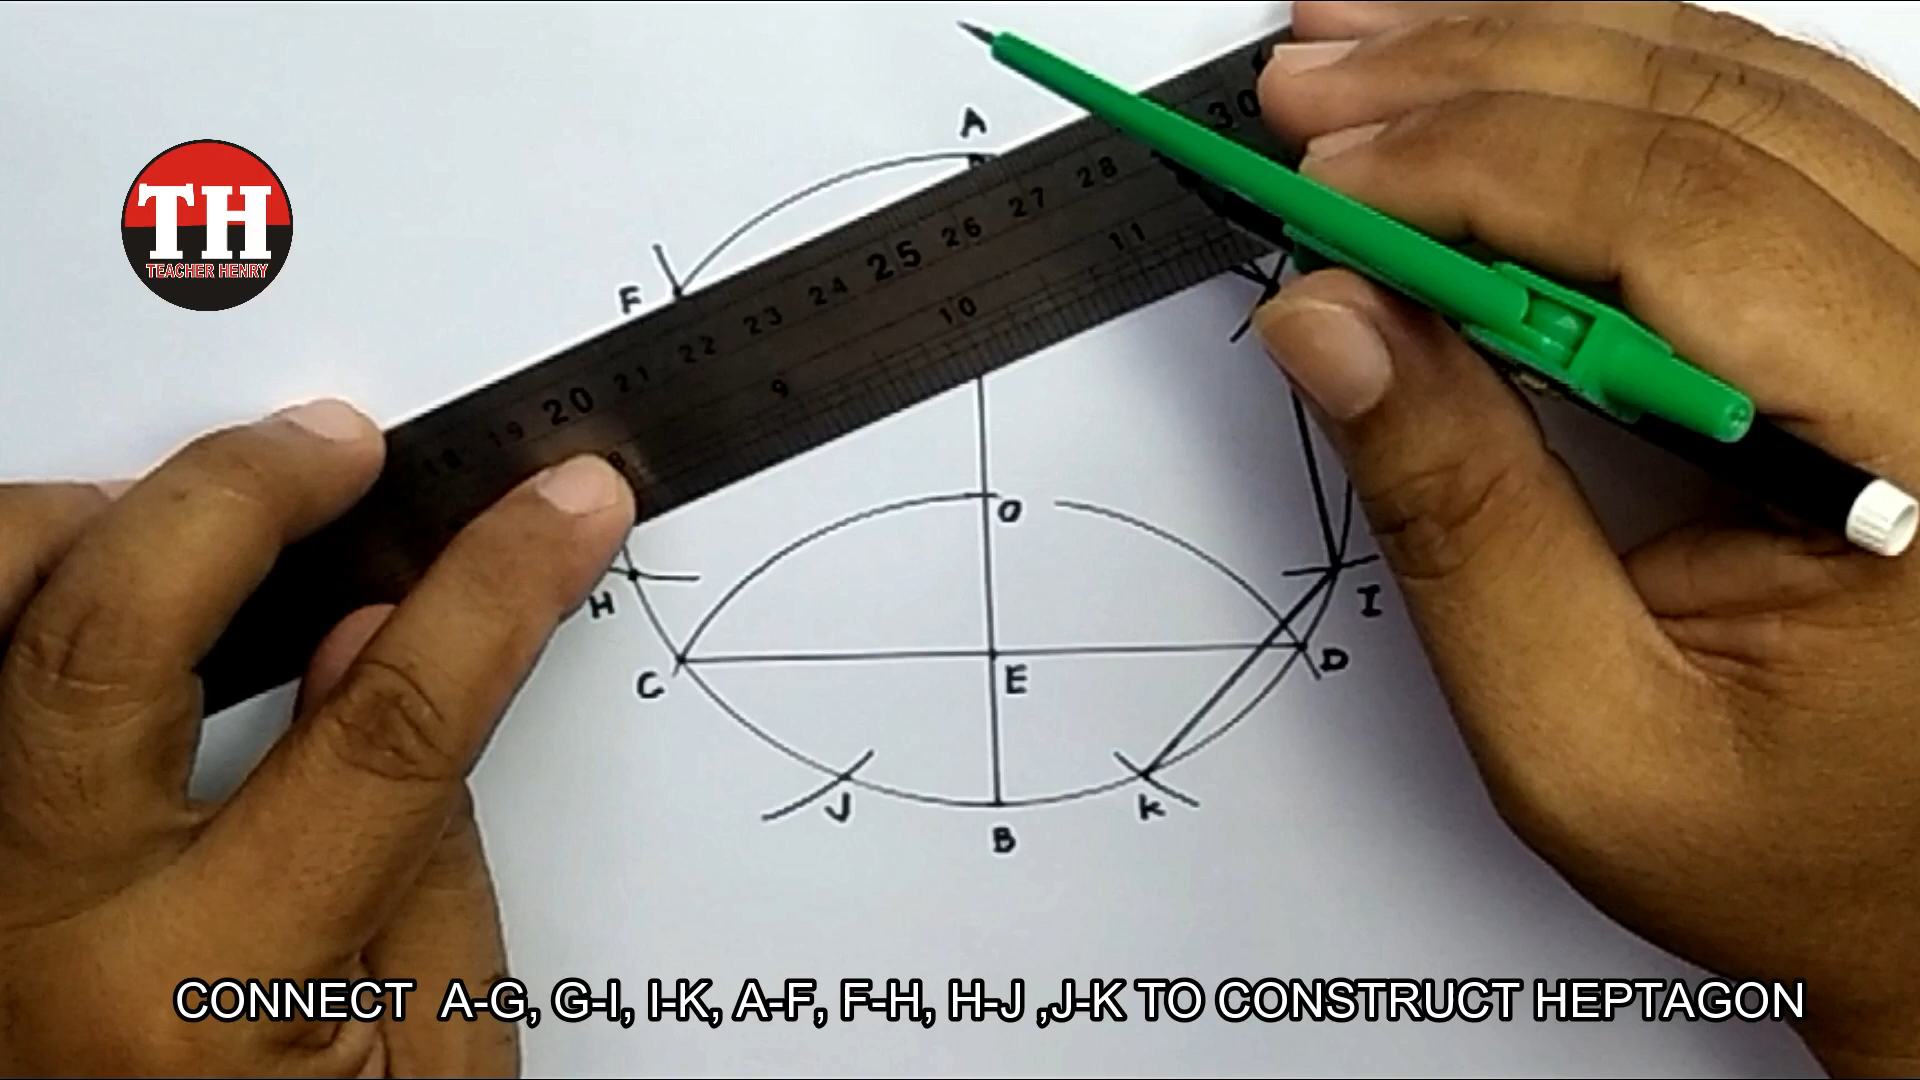 A
30
28
27
26
25
24
23
22
21
20
19
18
11
10
9
8
F
TH
TEACHER HENRY
O
H
I
C
E
D
J
K
B
CONNECT A-G, G-I, I-K, A-F, F-H, H-J ,J-K TO CONSTRUCT HEPTAGON